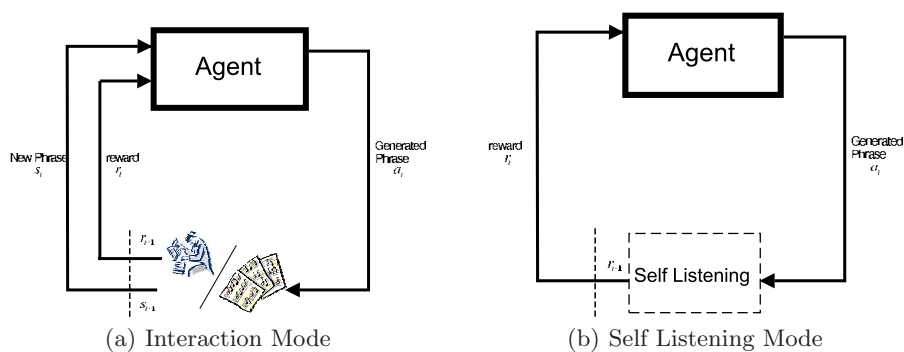 Agent
New Phrase
s_t
reward
r_t
Generated
Phrase
a_t
r_{t+1}
s_{t+1}
(a) Interaction Mode
Agent
reward
r_t
Generated
Phrase
a_t
r_{t+1}
Self Listening
(b) Self Listening Mode